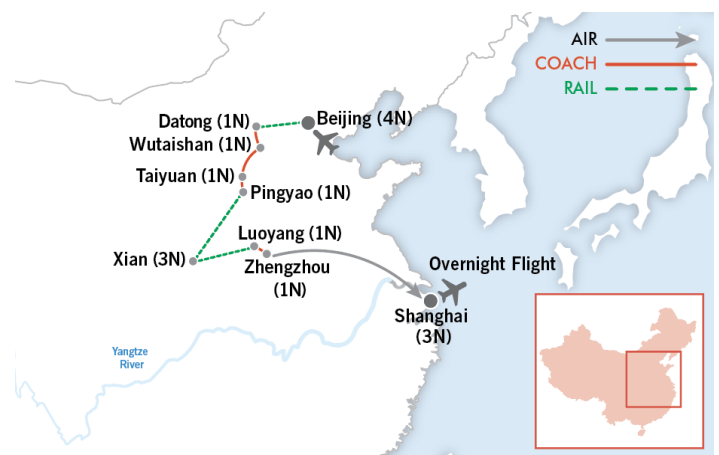 AIR
COACH
RAIL
Datong (1N)
Beijing (4N)
Wutaishan (1N)
Taiyuan (1N)
Pingyao (1N)
Luoyang (1N)
Xian (3N)
Zhengzhou
(1N)
Overnight Flight
Shanghai
(3N)
Yangtze
River